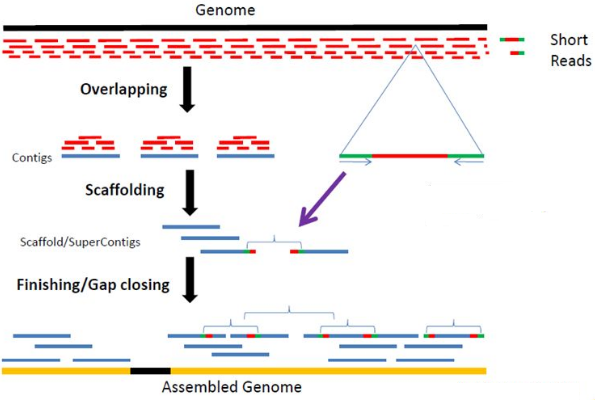 Genome
Short
Reads
Overlapping
Contigs
Scaffolding
Scaffold/SuperContigs
Finishing/Gap closing
Assembled Genome